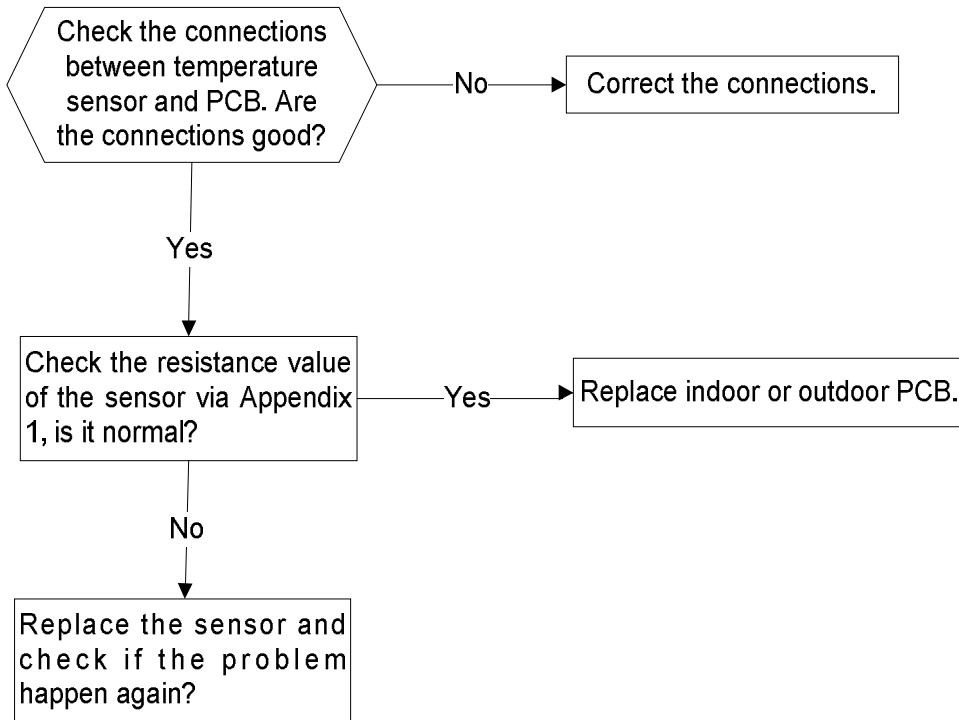 Check the connections
between temperature
sensor and PCB. Are
the connections good?
No
Correct the connections.
Yes
Check the resistance value
of the sensor via Appendix
1, is it normal?
Yes
Replace indoor or outdoor PCB.
No
Replace the sensor and
check if the problem
happen again?